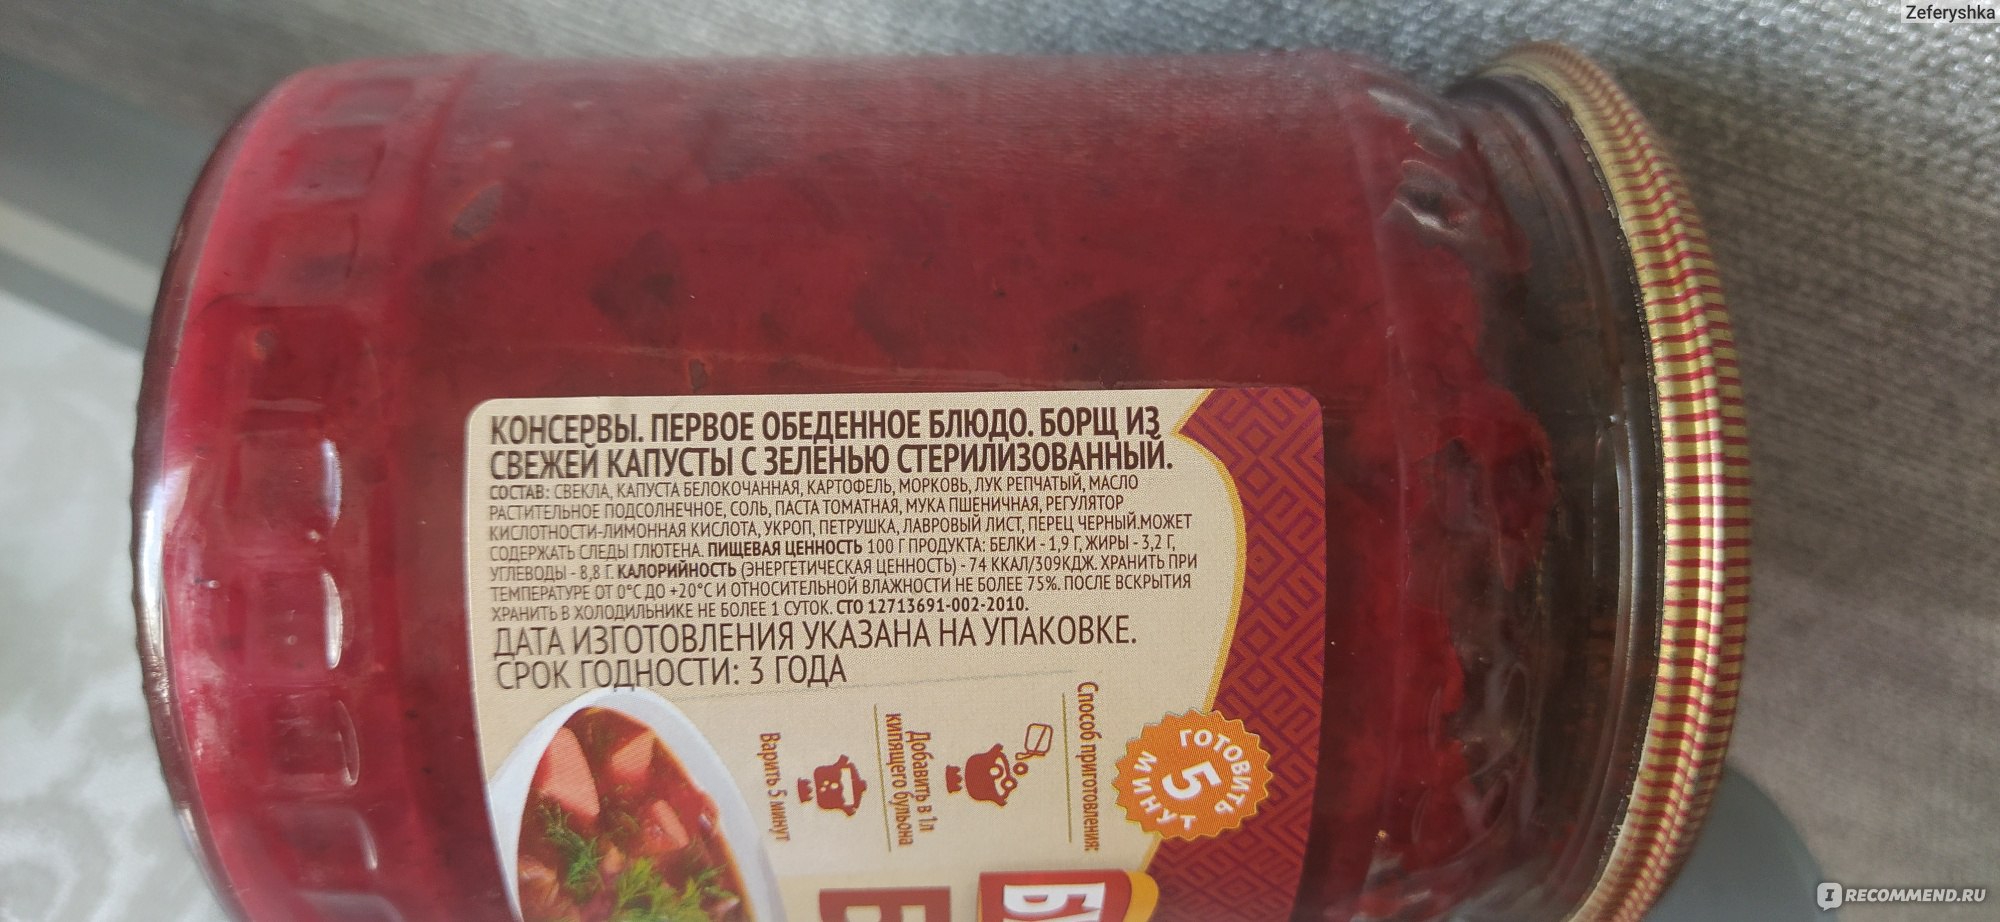 Zeferyshka
КОНСЕРВЫ. ПЕРВОЕ ОБЕДЕННОЕ БЛЮДО. БОРЩ ИЗ
СВЕЖЕЙ КАПУСТЫ С ЗЕЛЕНЬЮ СТЕРИЛИЗОВАННЫЙ.
СОСТАВ: СВЕКЛА, КАПУСТА БЕЛОКОЧАННАЯ, КАРТОФЕЛЬ, МОРКОВЬ, ЛУК РЕПЧАТЫЙ, МАСЛО
РАСТИТЕЛЬНОЕ ПОДСОЛНЕЧНОЕ, СОЛЬ, ПАСТА ТОМАТНАЯ, МУКА ПШЕНИЧНАЯ, РЕГУЛЯТОР
КИСЛОТНОСТИ-ЛИМОННАЯ КИСЛОТА, УКРОП, ПЕТРУШКА, ЛАВРОВЫЙ ЛИСТ, ПЕРЕЦ ЧЕРНЫЙ.МОЖЕТ
СОДЕРЖАТЬ СЛЕДЫ ГЛЮТЕНА. ПИЩЕВАЯ ЦЕННОСТЬ 100 Г ПРОДУКТА: БЕЛКИ - 1,9 Г, ЖИРЫ - 3,2 Г,
УГЛЕВОДЫ - 8,8 Г. КАЛОРИЙНОСТЬ (ЭНЕРГЕТИЧЕСКАЯ ЦЕННОСТЬ) - 74 ККАЛ/309КДЖ. ХРАНИТЬ ПРИ
ТЕМПЕРАТУРЕ ОТ 0°С ДО +20°С И ОТНОСИТЕЛЬНОЙ ВЛАЖНОСТИ НЕ БОЛЕЕ 75%. ПОСЛЕ ВСКРЫТИЯ
ХРАНИТЬ В ХОЛОДИЛЬНИКЕ НЕ БОЛЕЕ 1 СУТОК. СТО 12713691-002-2010.
ДАТА ИЗГОТОВЛЕНИЯ УКАЗАНА НА УПАКОВКЕ.
СРОК ГОДНОСТИ: 3 ГОДА
Способ приготовления:
Добавить в 1л
кипящего бульона
Варить 5 минут
ГОТОВИТЬ
5
МИНУТ
IRECOMMEND.RU